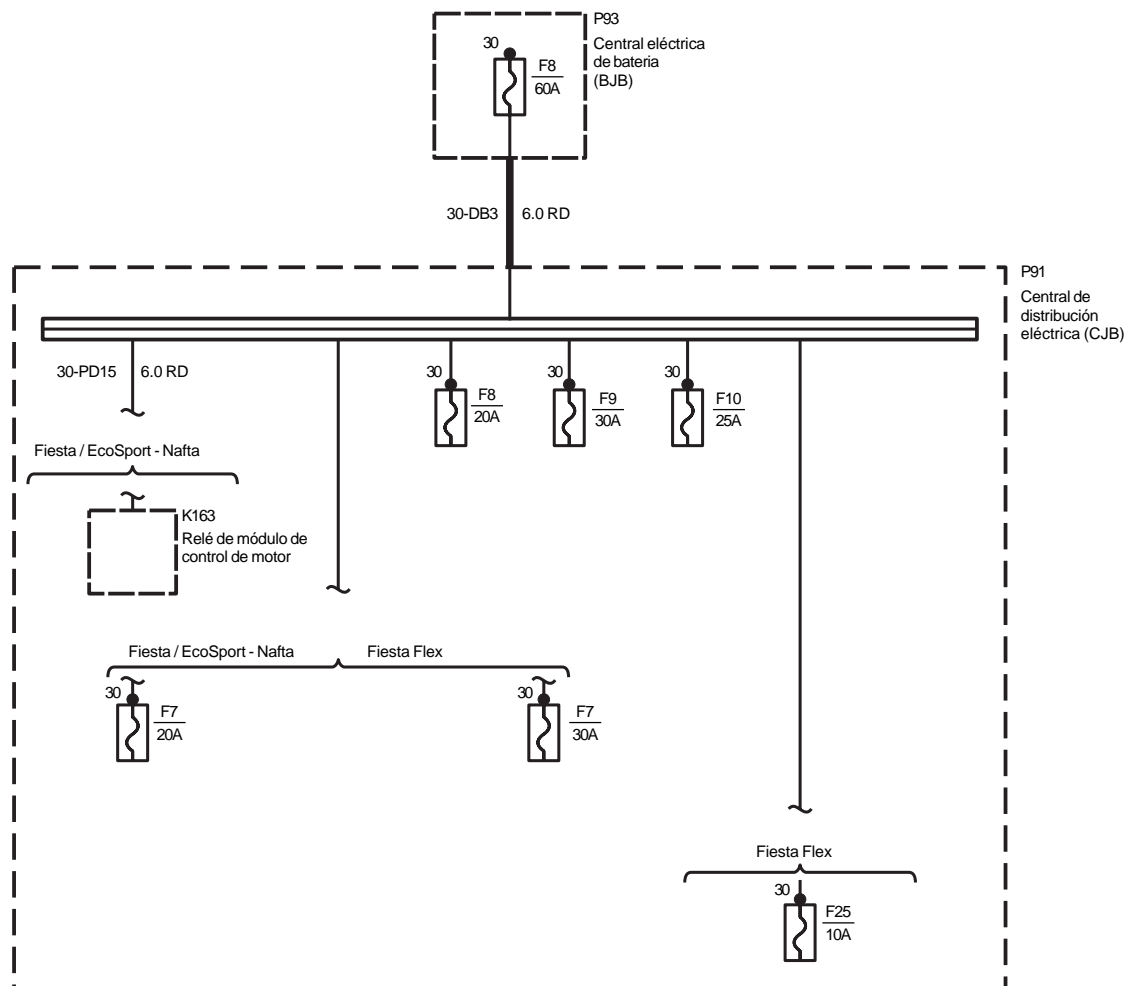 P93
30
Central eléctrica
de bateria
(BJB)
F8
60A
30-DB3
6.0 RD
P91
Central de
distribución
eléctrica (CJB)
30-PD15
6.0 RD
30
F8
20A
30
F9
30A
30
F10
25A
Fiesta / EcoSport - Nafta
K163
Relé de módulo de
control de motor
Fiesta / EcoSport - Nafta
Fiesta Flex
30
F7
20A
30
F7
30A
Fiesta Flex
30
F25
10A